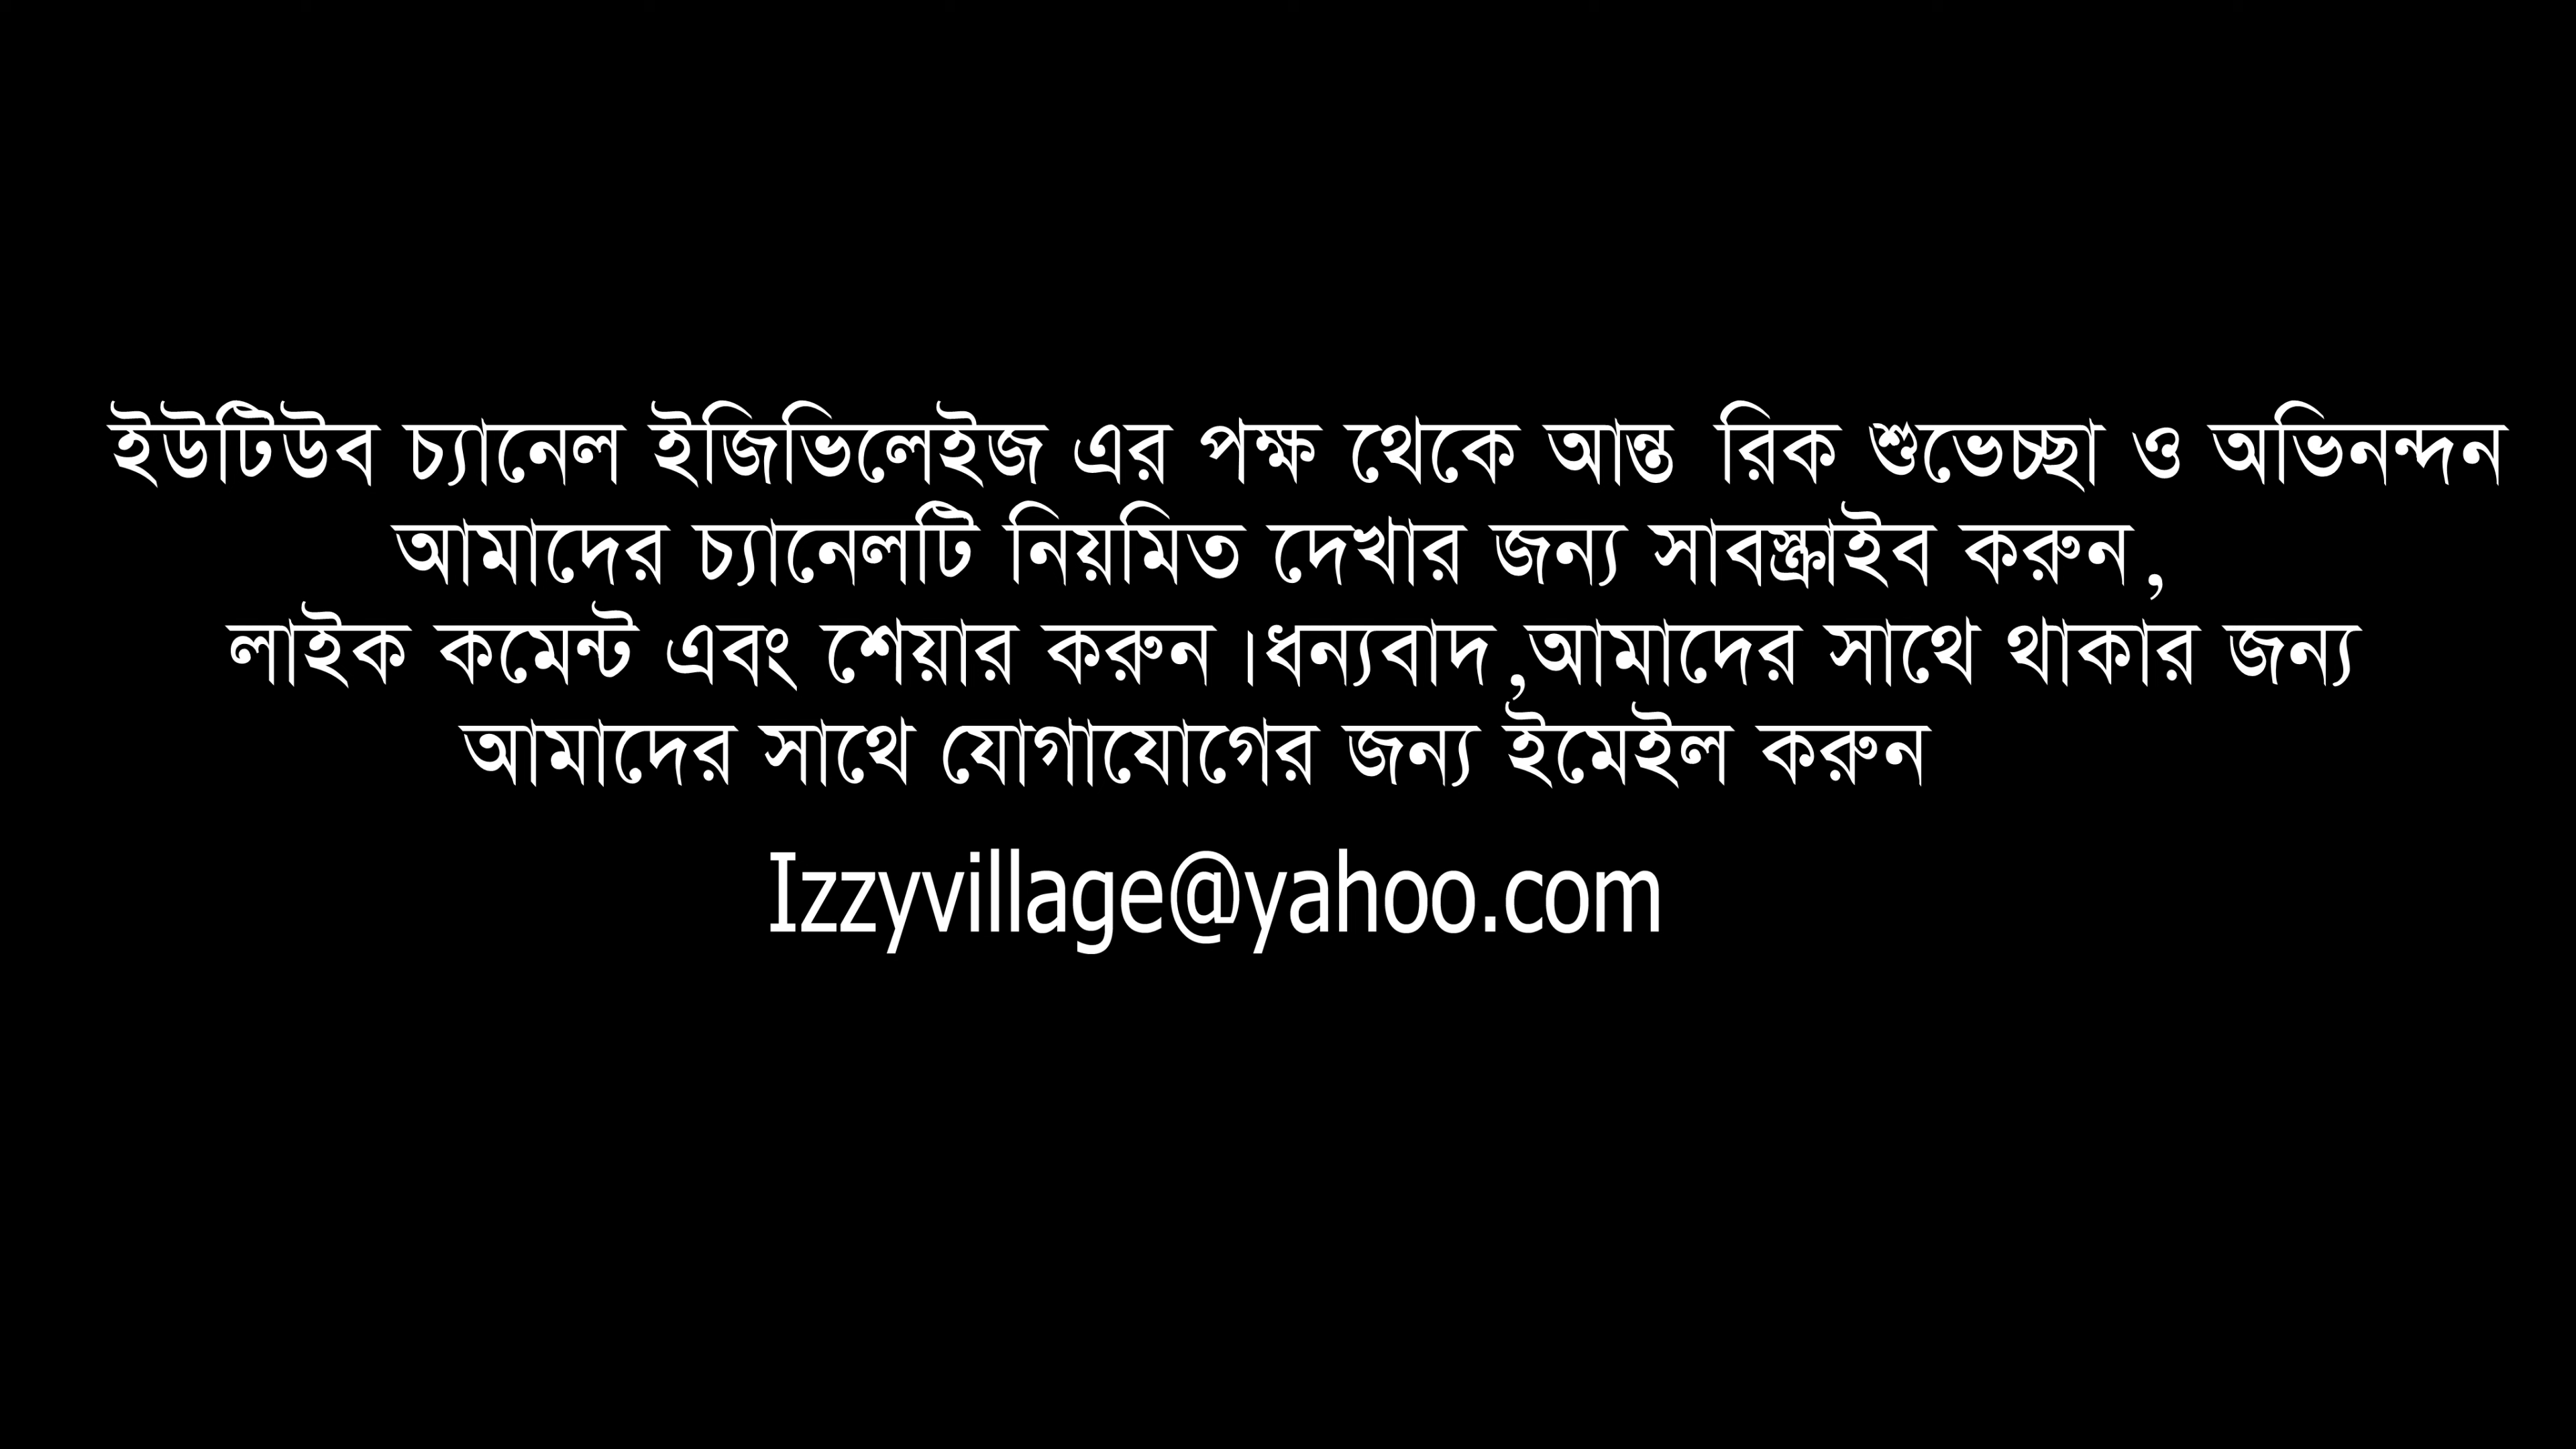 ইউটিউব চ্যানেল ইজিভিলেইজ এর পক্ষ থেকে আন্ত রিক শুভেচ্ছা ও অভিনন্দন
আমাদের চ্যানেলটি নিয়মিত দেখার জন্য সাবস্ক্রাইব করুন,
লাইক কমেন্ট এবং শেয়ার করুন।ধন্যবাদ,আমাদের সাথে থাকার জন্য
আমাদের সাথে যোগাযোগের জন্য ইমেইল করুন
Izzyvillage@yahoo.com